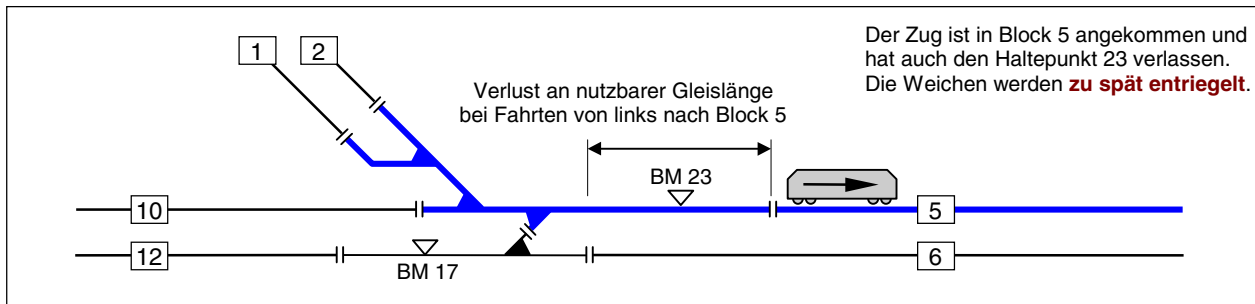 1
2
Der Zug ist in Block 5 angekommen und
hat auch den Haltepunkt 23 verlassen.
Die Weichen werden zu spät entriegelt.
Verlust an nutzbarer Gleislänge
bei Fahrten von links nach Block 5
BM 23
10
5
12
BM 17
6